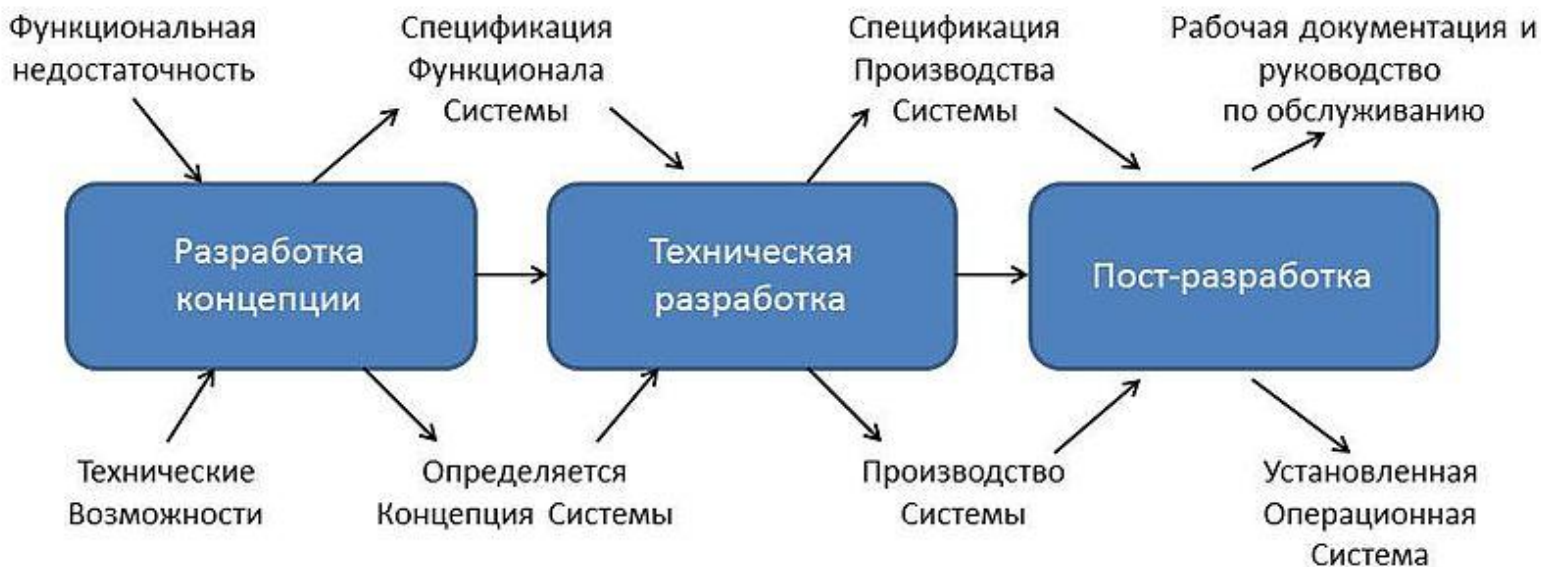 Функциональная
недостаточность
Спецификация
Функционала
Системы
Спецификация
Производства
Системы
Рабочая документация и
руководство
по обслуживанию
Разработка
концепции
Техническая
разработка
Пост-разработка
Технические
Возможности
Определяется
Концепция Системы
Производство
Системы
Установленная
Операционная
Система